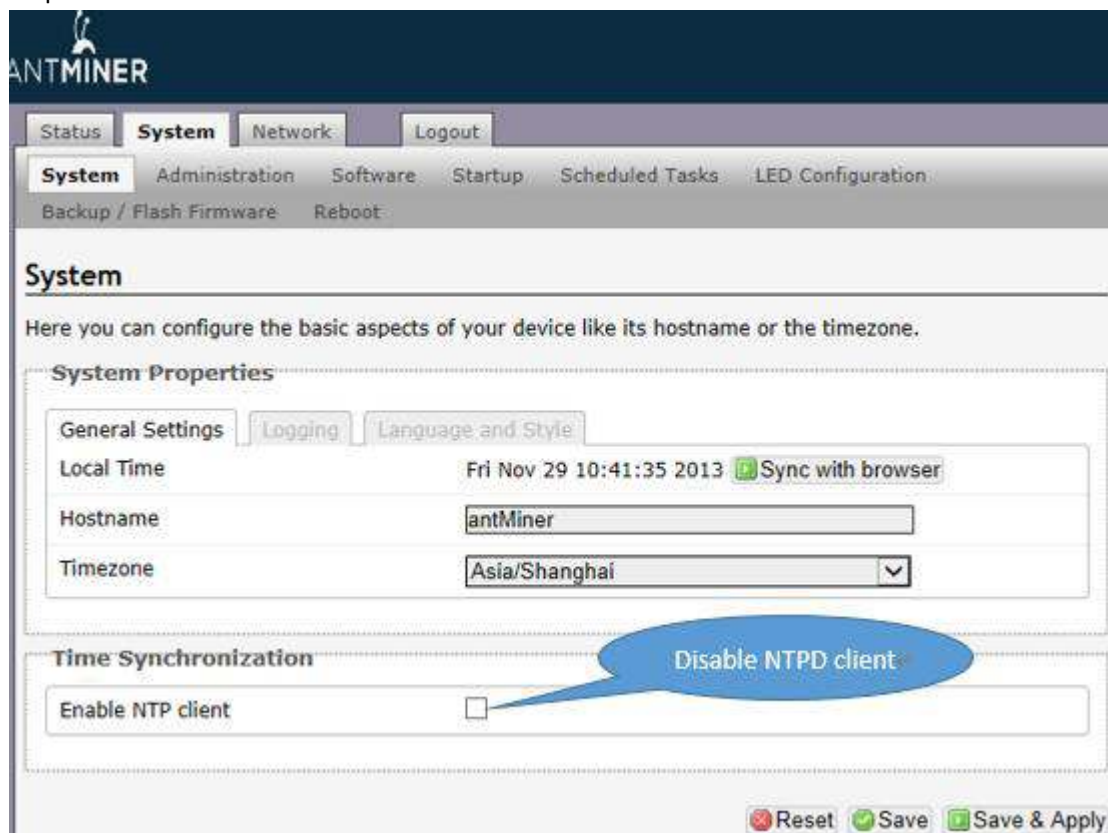 ANTMINER
Status System Network Logout
System Administration Software Startup Scheduled Tasks LED Configuration
Backup / Flash Firmware Reboot
System
Here you can configure the basic aspects of your device like its hostname or the timezone.
System Properties
General Settings Logging Language and Style
Local Time Fri Nov 29 10:41:35 2013 Sync with browser
Hostname antMiner
Timezone Asia/Shanghai
Time Synchronization
Disable NTPD client
Enable NTP client
Reset Save Save & Apply